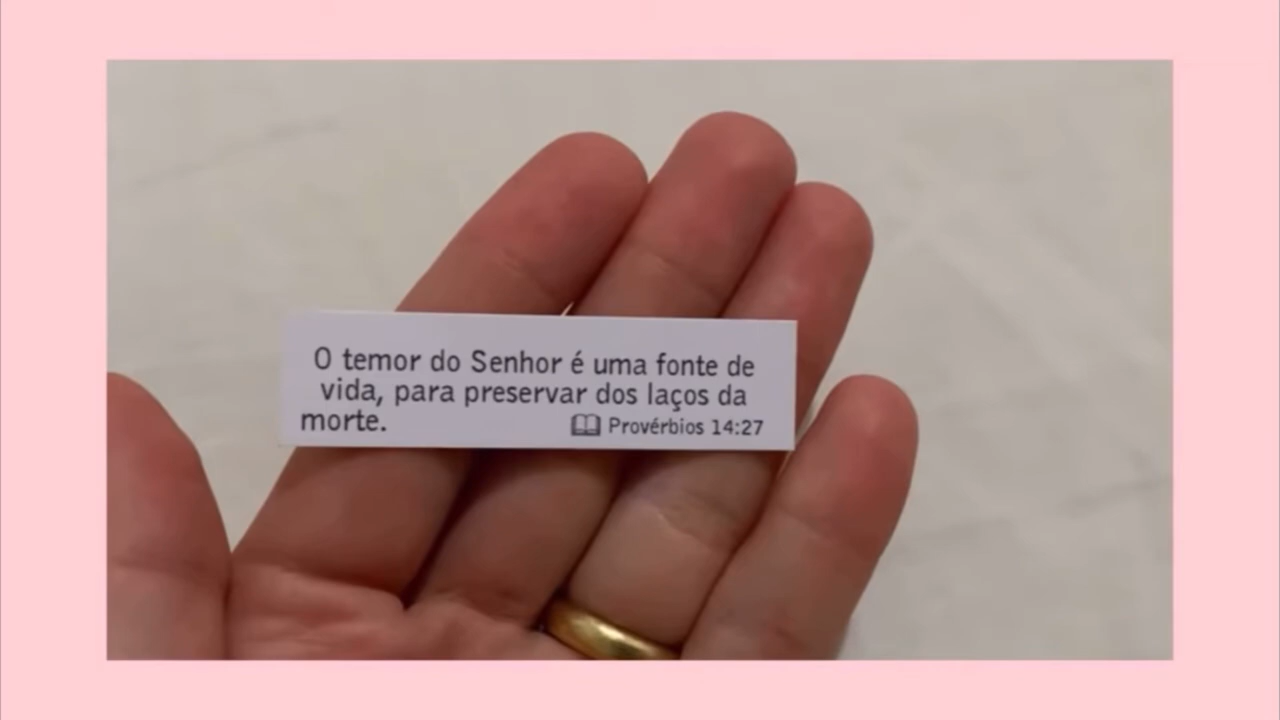 O temor do Senhor é uma fonte de
vida, para preservar dos laços da
morte.
Provérbios 14:27